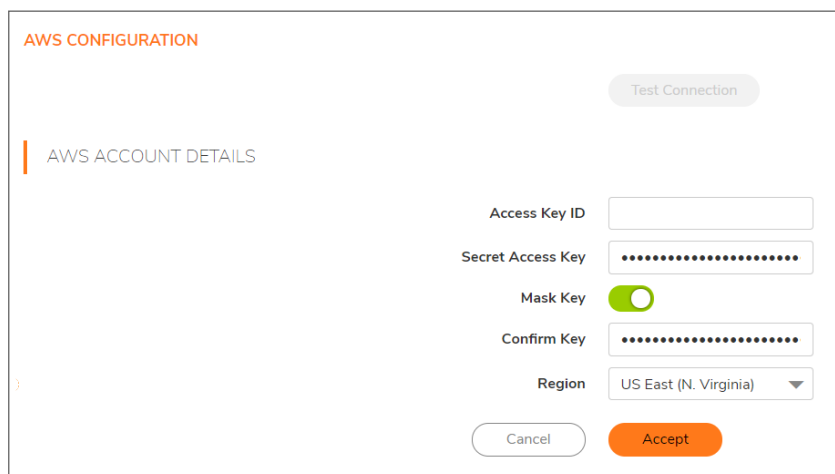 AWS CONFIGURATION
Test Connection
AWS ACCOUNT DETAILS
Access Key ID
Secret Access Key •••••••••••••••••••••••
Mask Key
Confirm Key •••••••••••••••••••••••
Region US East (N. Virginia)
Cancel Accept